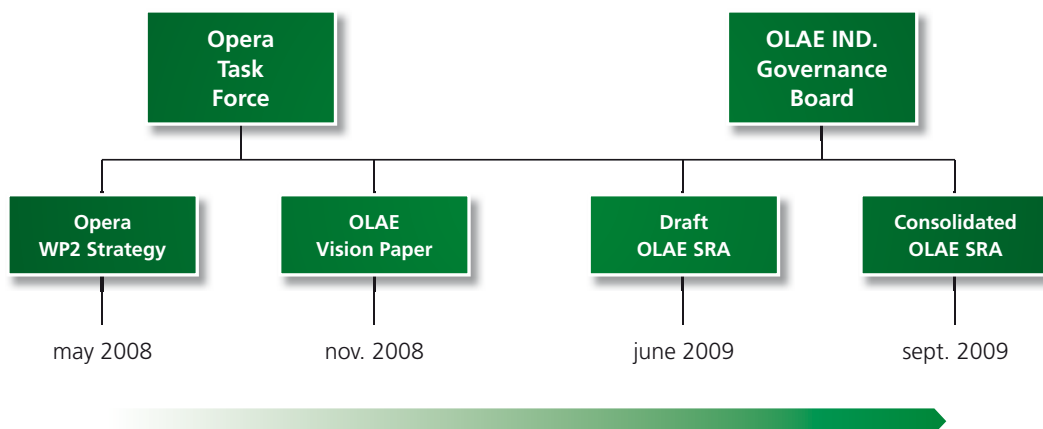 Opera
Task
Force
OLAE IND.
Governance
Board
Opera
WP2 Strategy
OLAE
Vision Paper
Draft
OLAE SRA
Consolidated
OLAE SRA
may 2008
nov. 2008
june 2009
sept. 2009